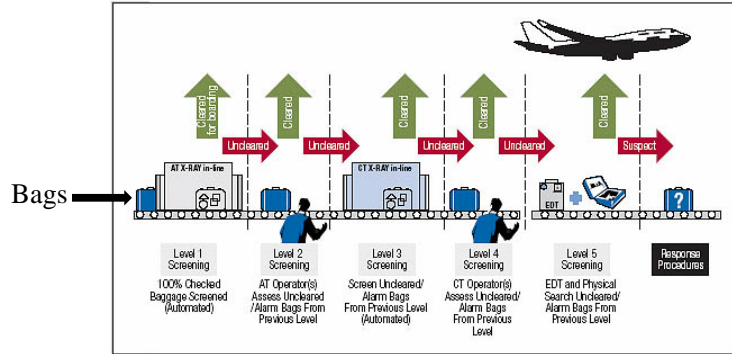 Cleared
for boarding
Cleared
Cleared
Cleared
Cleared
Uncleared
Uncleared
Uncleared
Uncleared
Suspect
AT X-RAY in-line
CT X-RAY in-line
Bags
EDT
?
Level 1
Screening
100% Checked
Baggage Screened
(Automated)
Level 2
Screening
AT Operator(s)
Assess Uncleared
/Alarm Bags From
Previous Level
Level 3
Screening
Screen Uncleared/
Alarm Bags
From Previous Level
(Automated)
Level 4
Screening
CT Operator(s)
Assess Uncleared/
Alarm Bags
From Previous
Level
Level 5
Screening
EDT and Physical
Search Uncleared/
Alarm Bags From
Previous Level
Response
Procedures